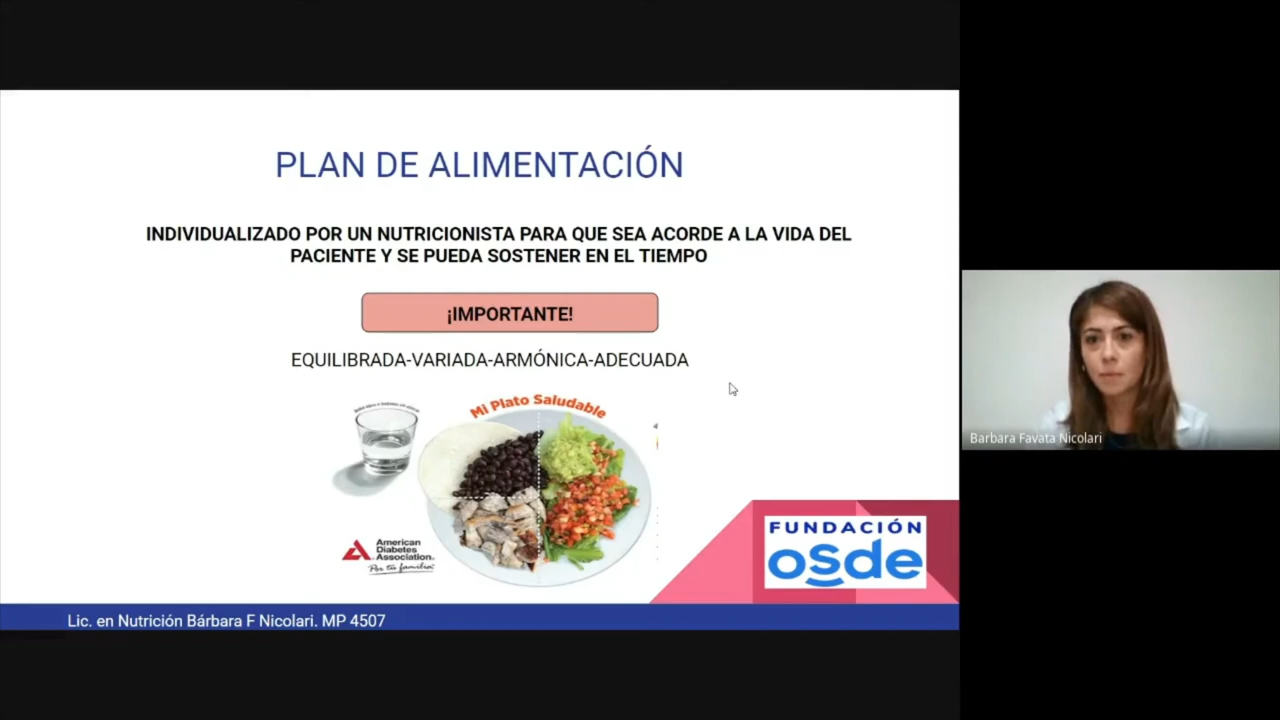 PLAN DE ALIMENTACIÓN
INDIVIDUALIZADO POR UN NUTRICIONISTA PARA QUE SEA ACORDE A LA VIDA DEL
PACIENTE Y SE PUEDA SOSTENER EN EL TIEMPO
¡IMPORTANTE!
EQUILIBRADA-VARIADA-ARMÓNICA-ADECUADA
Mi Plato Saludable
American
Diabetes
Association.
Por tu familia
FUNDACIÓN
osde
Lic. en Nutrición Bárbara F Nicolari. MP 4507
Barbara Favata Nicolari